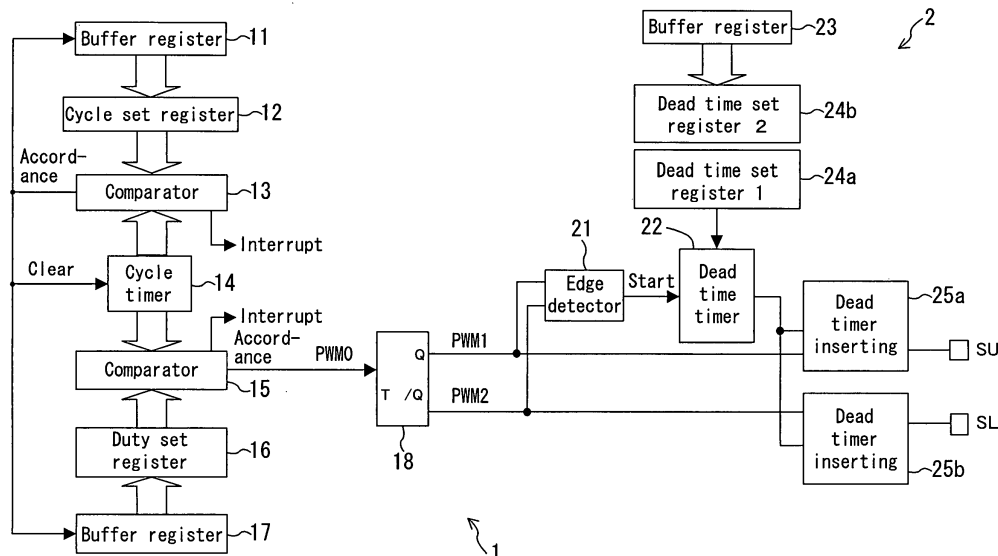 Buffer register
11
Cycle set register
12
Accord-
ance
Comparator
13
Interrupt
Clear
Cycle
timer
14
Interrupt
Accord-
ance
Comparator
15
PWM0
Duty set
register
16
Buffer register
17
Q
T /Q
18
PWM1
PWM2
1
2
Buffer register
23
Dead time set
register 2
24b
Dead time set
register 1
24a
21
Edge
detector
Start
22
Dead
time
timer
Dead
timer
inserting
25a
SU
Dead
timer
inserting
25b
SL